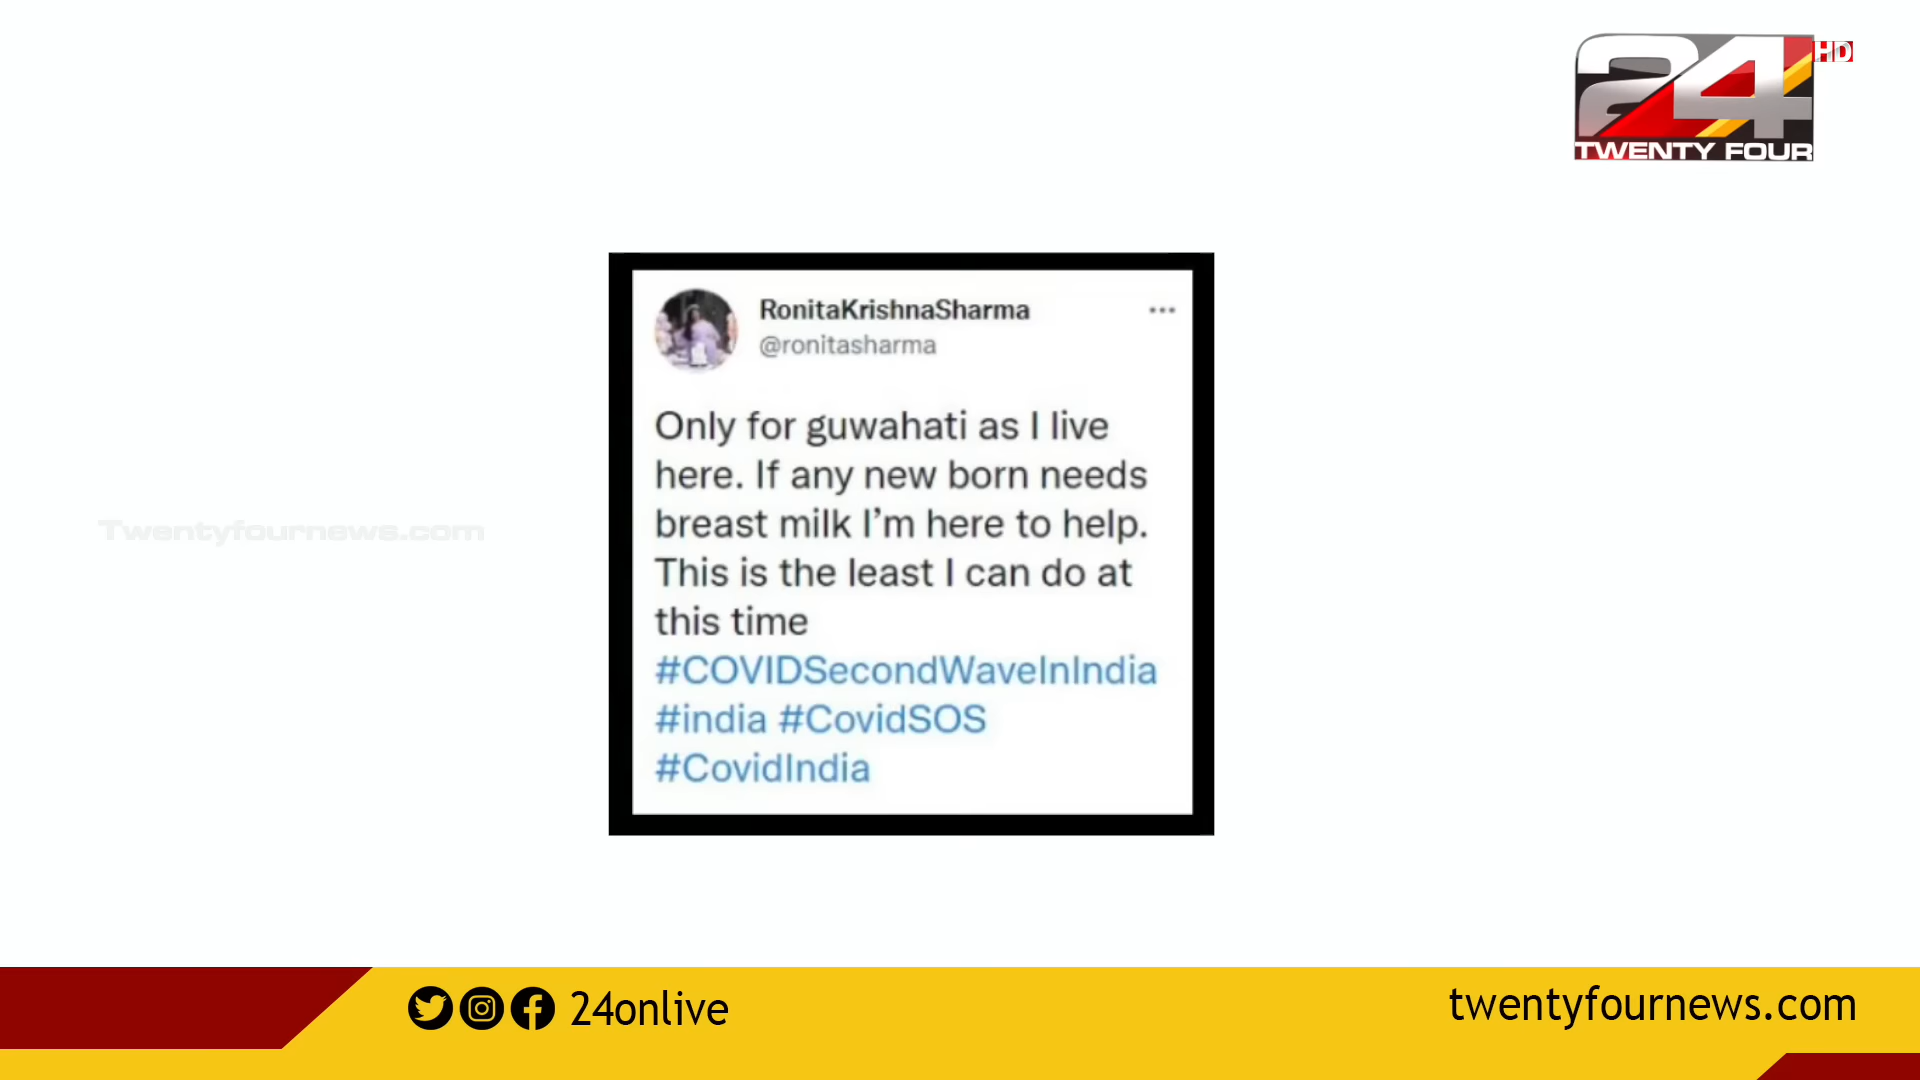 24
HD
TWENTY FOUR
RonitaKrishnaSharma
@ronitasharma
Only for guwahati as I live
here. If any new born needs
breast milk I'm here to help.
This is the least I can do at
this time
#COVIDSecondWaveInIndia
#india #CovidSOS
#CovidIndia
Twentyfournews.com
24onlive
twentyfournews.com